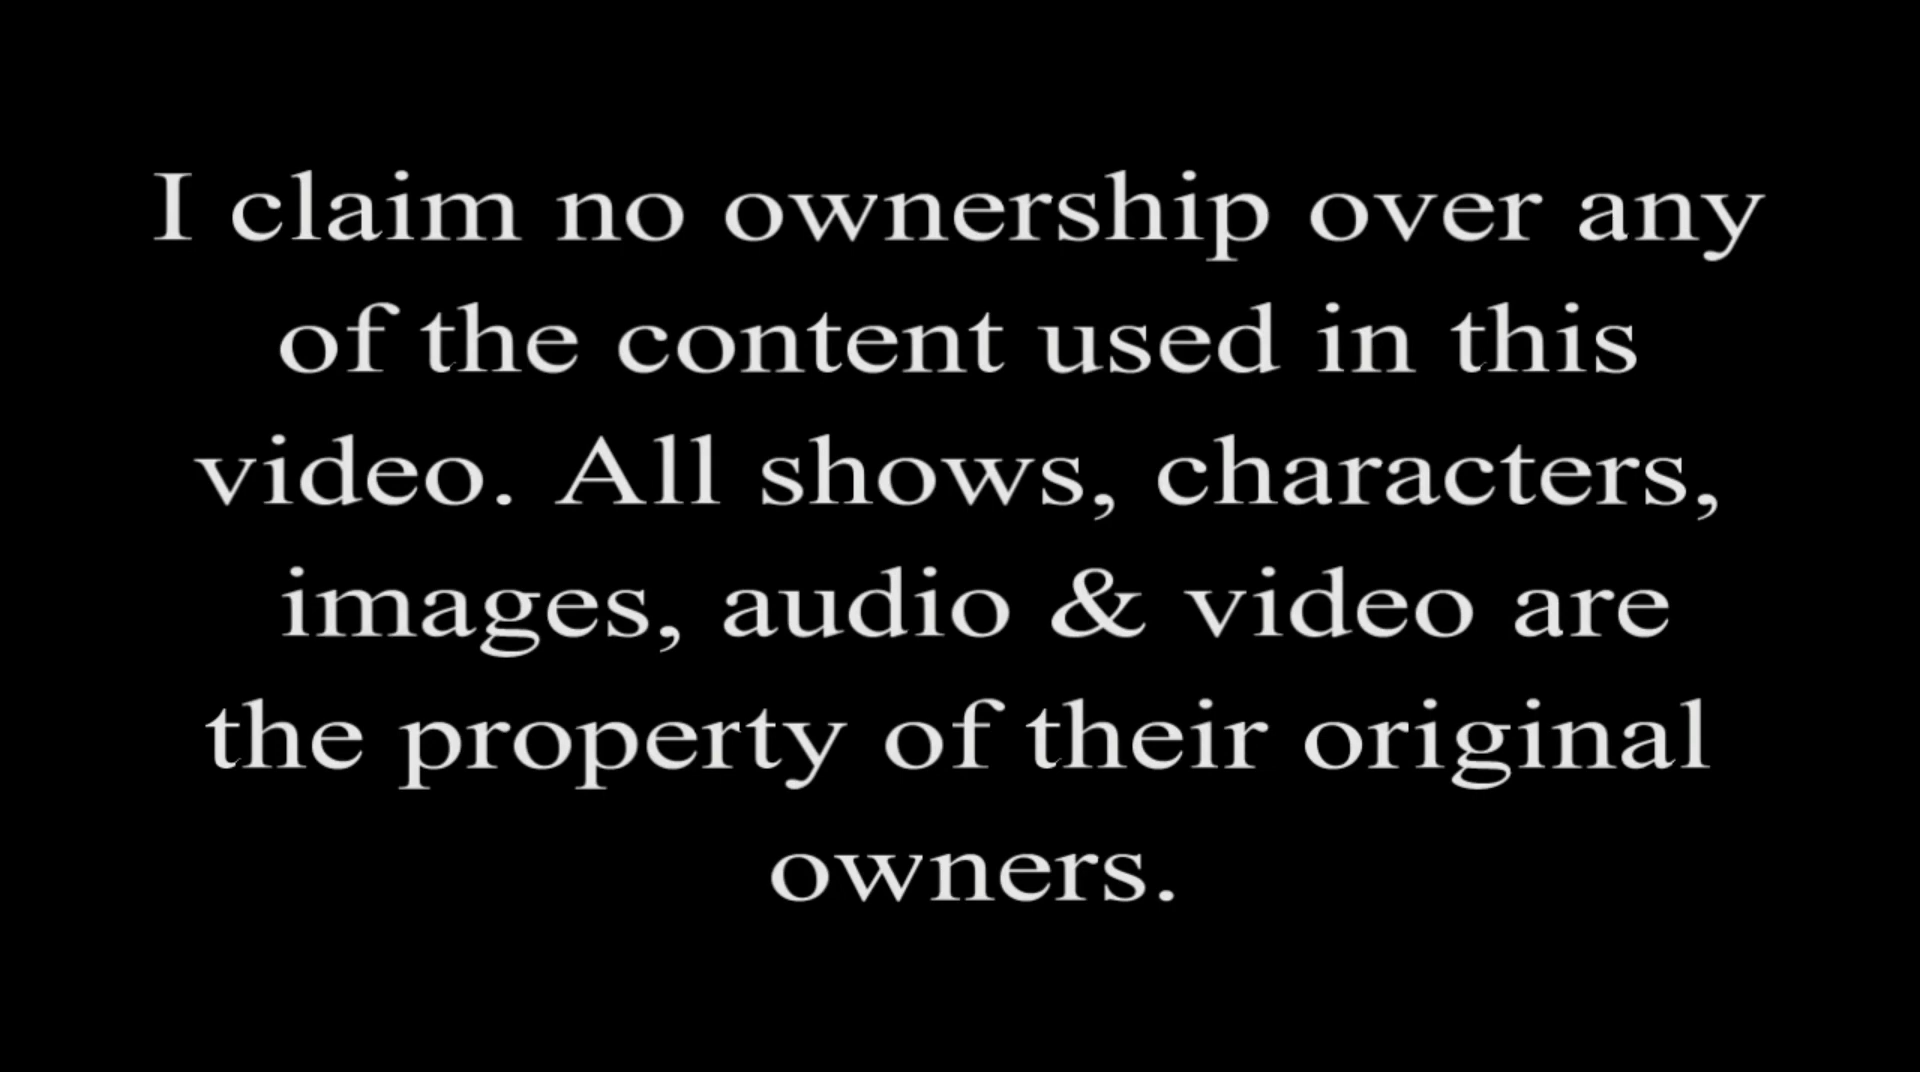 I claim no ownership over any
of the content used in this
video. All shows, characters,
images, audio & video are
the property of their original
owners.